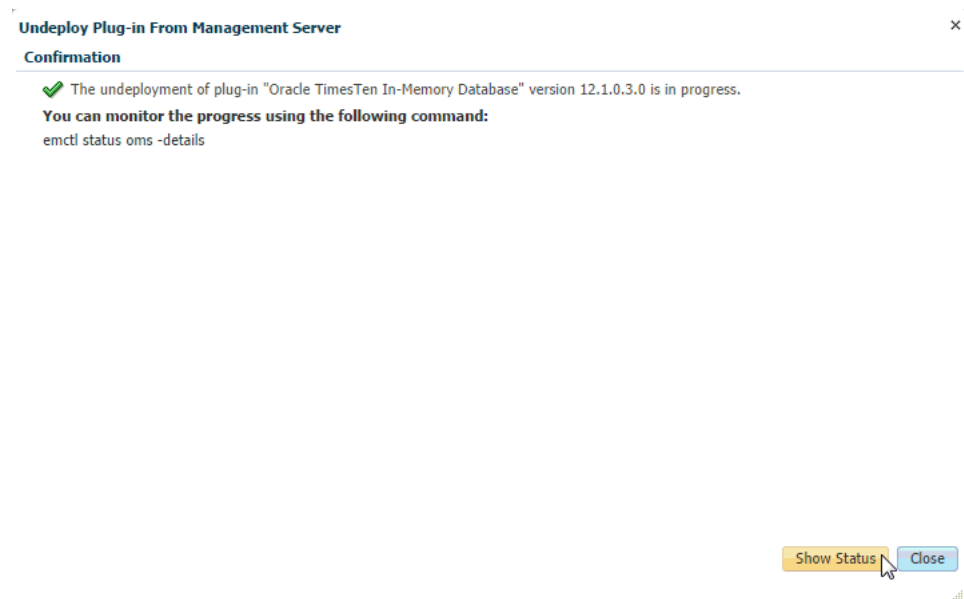 Undeploy Plug-in From Management Server
Confirmation
The undeployment of plug-in "Oracle TimesTen In-Memory Database" version 12.1.0.3.0 is in progress.
You can monitor the progress using the following command:
emctl status oms -details
Show Status Close